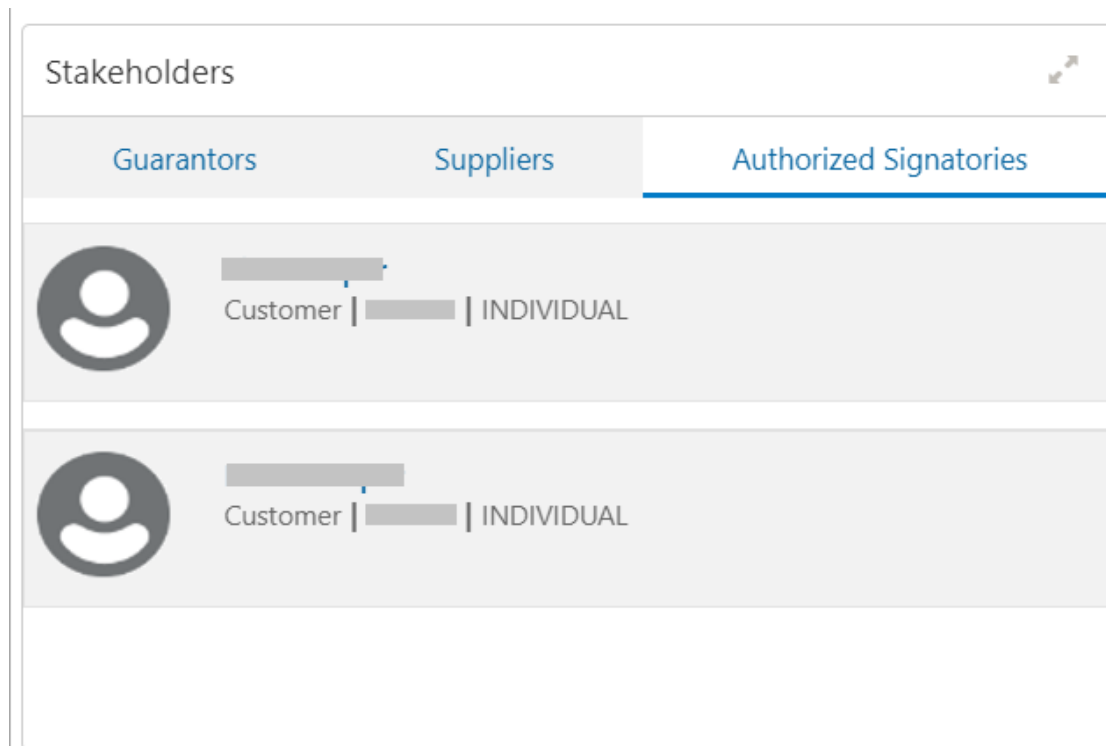 Stakeholders
Guarantors Suppliers Authorized Signatories
Customer | | INDIVIDUAL
Customer | | INDIVIDUAL